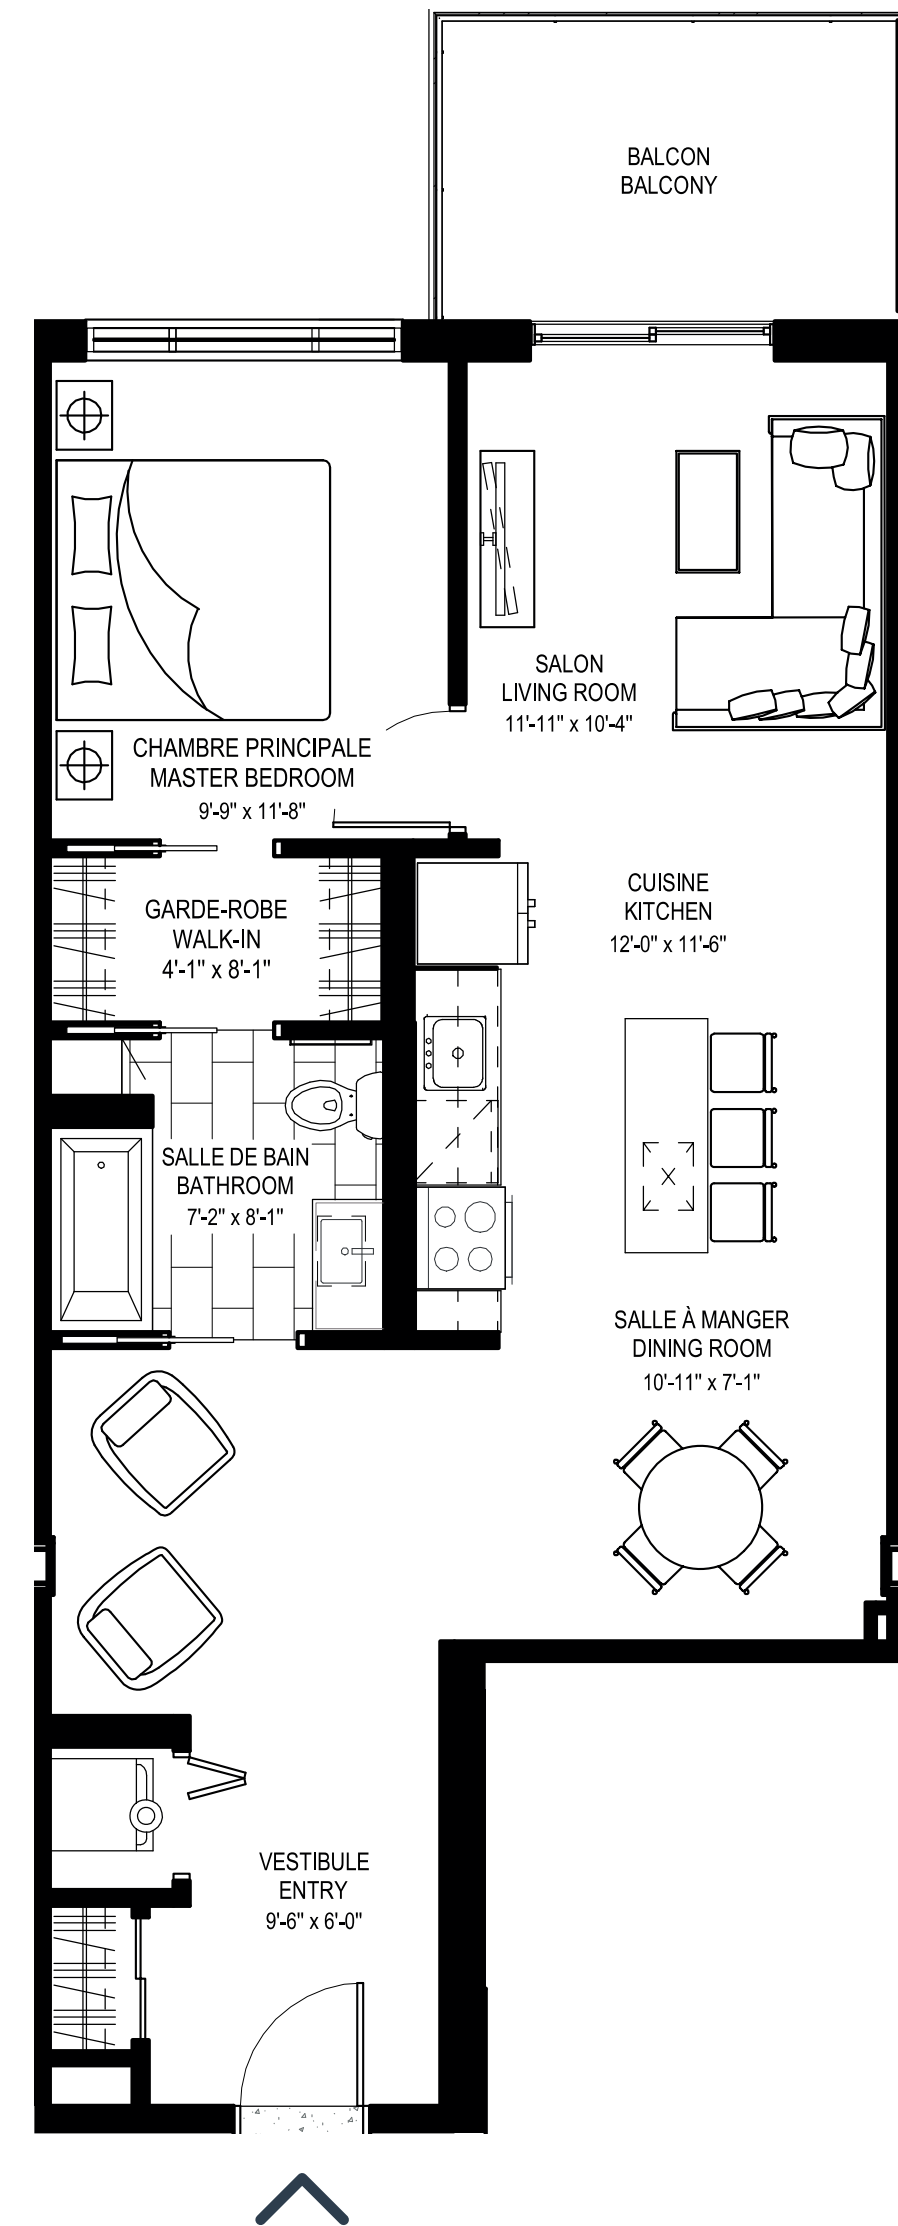 BALCON
BALCONY
SALON
LIVING ROOM
11'-11" x 10'-4"
CHAMBRE PRINCIPALE
MASTER BEDROOM
9'-9" x 11'-8"
CUISINE
KITCHEN
12'-0" x 11'-6"
GARDE-ROBE
WALK-IN
4'-1" x 8'-1"
SALLE DE BAIN
BATHROOM
7'-2" x 8'-1"
SALLE À MANGER
DINING ROOM
10'-11" x 7'-1"
VESTIBULE
ENTRY
9'-6" x 6'-0"